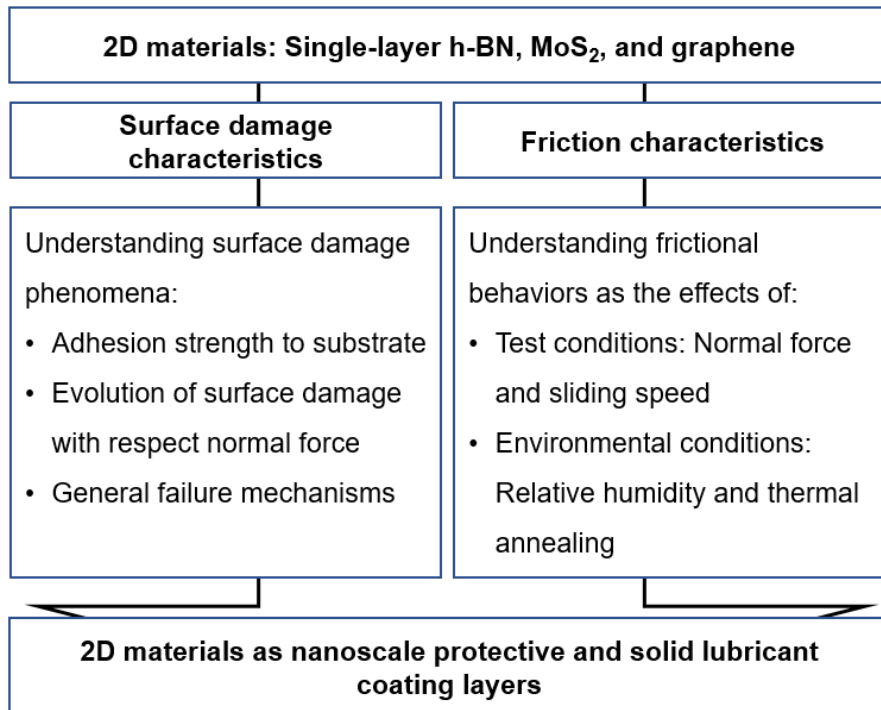 2D materials: Single-layer h-BN, MoS₂, and graphene
Surface damage
characteristics
Friction characteristics
Understanding surface damage
phenomena:
• Adhesion strength to substrate
• Evolution of surface damage
with respect normal force
• General failure mechanisms
Understanding frictional
behaviors as the effects of:
• Test conditions: Normal force
and sliding speed
• Environmental conditions:
Relative humidity and thermal
annealing
2D materials as nanoscale protective and solid lubricant
coating layers